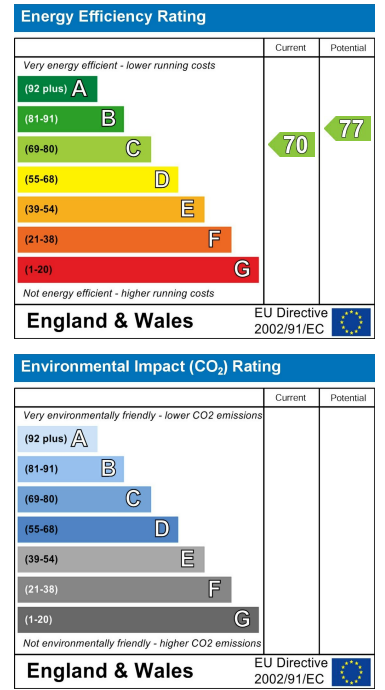 Energy Efficiency Rating
Current Potential
Very energy efficient - lower running costs
(92 plus) A
(81-91) B
(69-80) C
(55-68) D
(39-54) E
(21-38) F
(1-20) G
70
77
Not energy efficient - higher running costs
England & Wales
EU Directive
2002/91/EC
Environmental Impact (CO₂) Rating
Current Potential
Very environmentally friendly - lower CO2 emissions
(92 plus) A
(81-91) B
(69-80) C
(55-68) D
(39-54) E
(21-38) F
(1-20) G
Not environmentally friendly - higher CO2 emissions
England & Wales
EU Directive
2002/91/EC